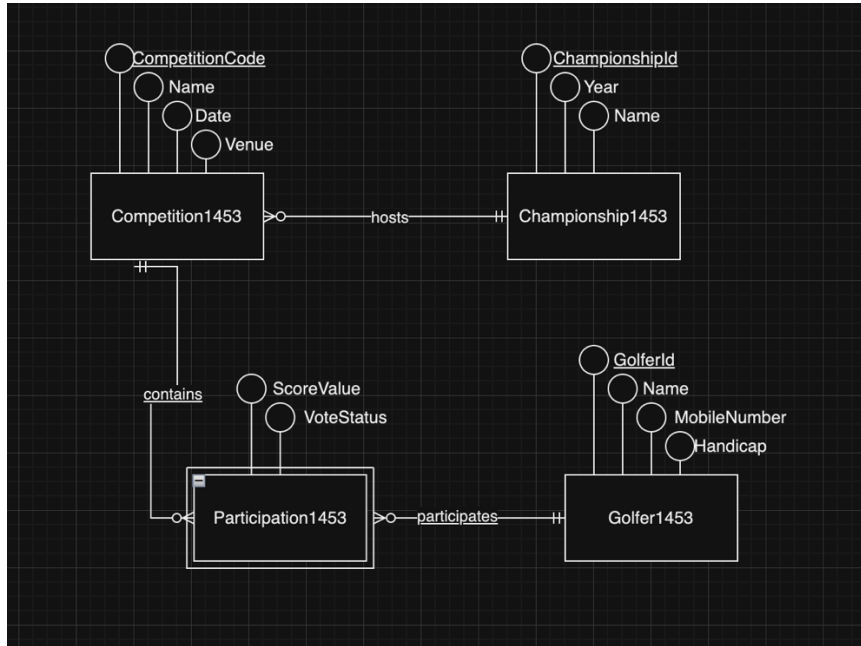 CompetitionCode
Name
Date
Venue
Competition1453
hosts
ChampionshipId
Year
Name
Championship1453
contains
ScoreValue
VoteStatus
Participation1453
participates
GolferId
Name
MobileNumber
Handicap
Golfer1453